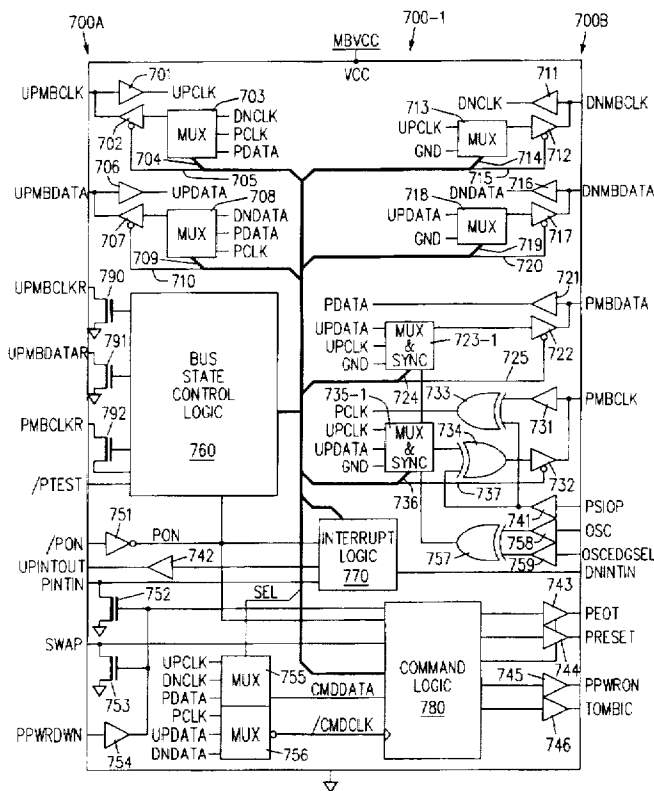 700A 700-1 700B
MBVCC
VCC
UPMBCLK 701 UPCLK 703 DNCLK 711 DNMBCLK
702 MUX DNCLK PCLK PDATA 713 UPCLK MUX GND 712
704 705 714 715
UPMBDATA 706 UPDATA 708 718 DNDATA 716 DNMBDATA
707 MUX DNDATA PDATA PCLK UPDATA MUX GND 717
709 710 719 720
UPMBCLKR 790 PDATA 721 PMBDATA
UPDATA UPCLK GND MUX & SYNC 723-1 722
UPMBDATAR 791 724 725
BUS STATE CONTROL LOGIC 760
PMBCLKR 792 735-1 733 PMBCLK
PCLK UPCLK UPDATA GND MUX & SYNC 734 731
/PTEST 736 737 732
741 PSIOP
/PON 751 PON 757 758 OSC
UPINTOUT 742 INTERRUPT LOGIC 770 759 OSCEDGSEL
PINTIN 752 DNINTIN
SEL 743 PEOT
SWAP PRESET
753 UPCLK DNCLK PDATA MUX 755 CMDDATA COMMAND LOGIC 780 744
745 PPWRON
PPWRDWN 754 PCLK UPDATA DNDATA MUX 756 /CMDCLK 746 TOMBIC